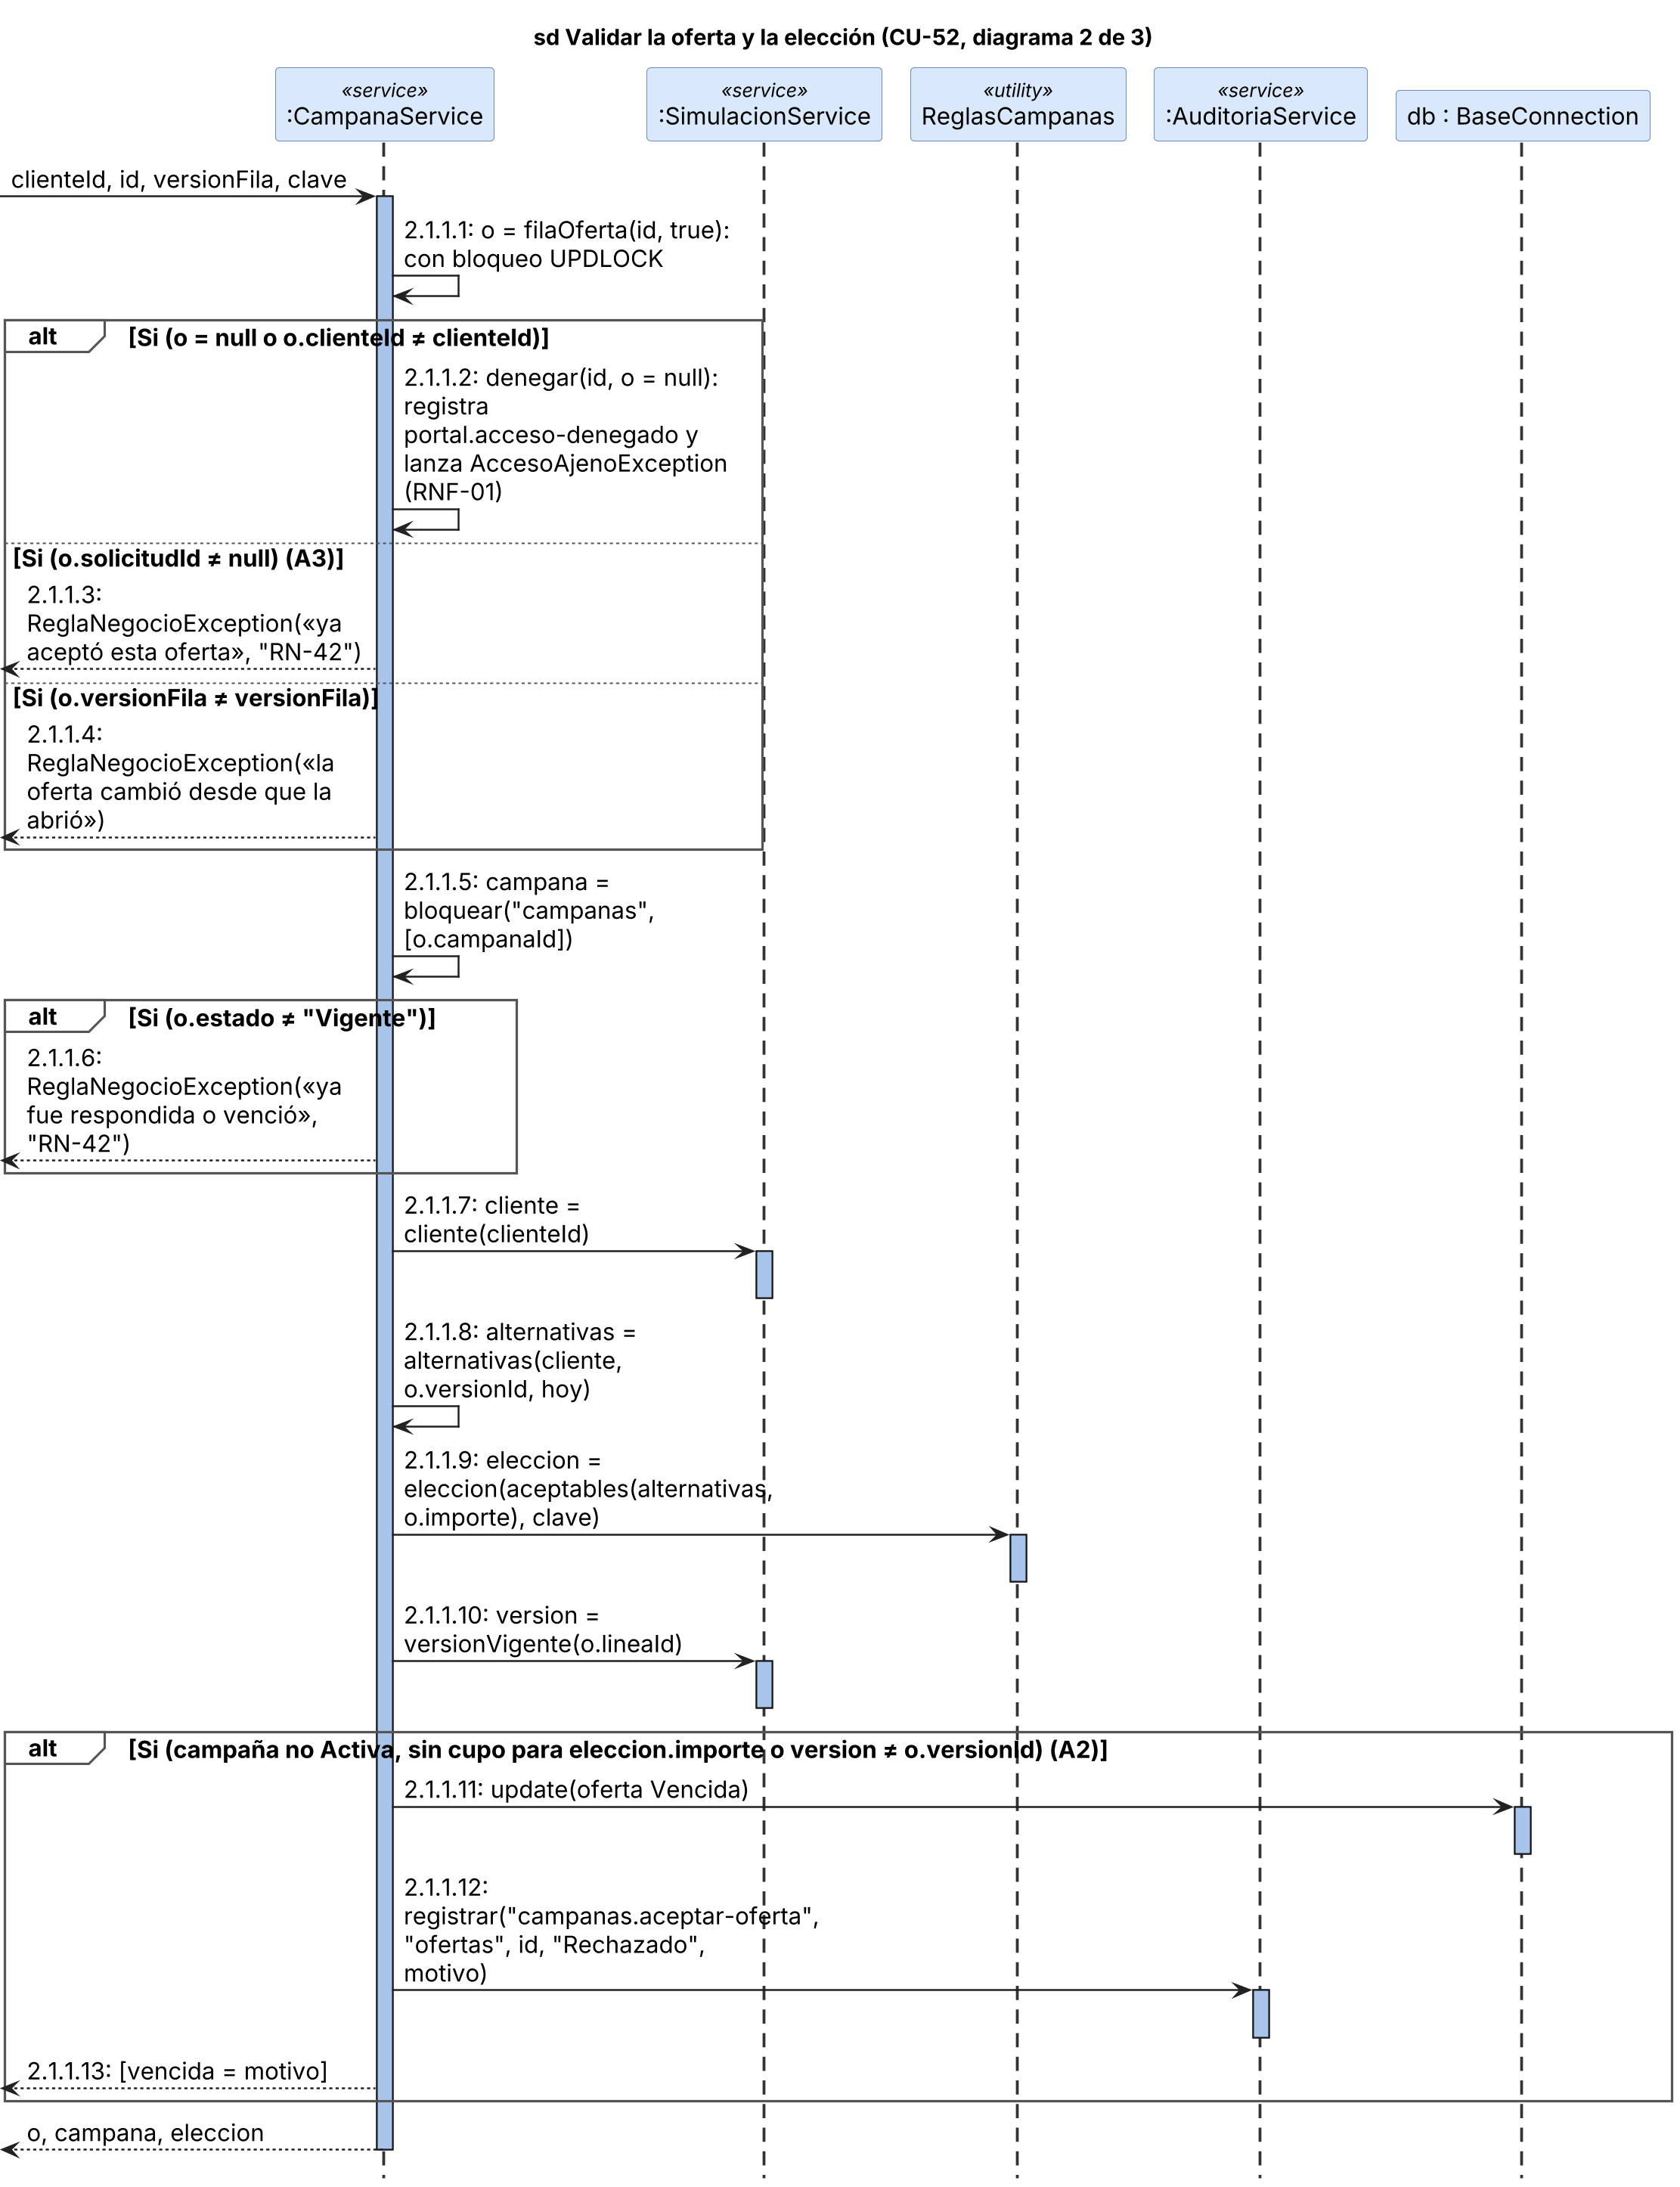 sd Validar la oferta y la elección (CU-52, diagrama 2 de 3)
«service»
:CampanaService
«service»
:SimulacionService
«utility»
ReglasCampanas
«service»
:AuditoriaService
db : BaseConnection
clienteId, id, versionFila, clave
2.1.1.1: o = filaOferta(id, true):
con bloqueo UPDLOCK
alt
[Si (o = null o o.clienteId ≠ clienteId)]
2.1.1.2: denegar(id, o = null):
registra
portal.acceso-denegado y
lanza AccesoAjenoException
(RNF-01)
[Si (o.solicitudId ≠ null) (A3)]
2.1.1.3:
ReglaNegocioException(«ya
aceptó esta oferta», "RN-42")
[Si (o.versionFila ≠ versionFila)]
2.1.1.4:
ReglaNegocioException(«la
oferta cambió desde que la
abrió»)
2.1.1.5: campana =
bloquear("campanas",
[o.campanaId])
alt
[Si (o.estado ≠ "Vigente")]
2.1.1.6:
ReglaNegocioException(«ya
fue respondida o venció»,
"RN-42")
2.1.1.7: cliente =
cliente(clienteId)
2.1.1.8: alternativas =
alternativas(cliente,
o.versionId, hoy)
2.1.1.9: eleccion =
eleccion(aceptables(alternativas,
o.importe), clave)
2.1.1.10: version =
versionVigente(o.lineaId)
alt
[Si (campaña no Activa, sin cupo para eleccion.importe o version ≠ o.versionId) (A2)]
2.1.1.11: update(oferta Vencida)
2.1.1.12:
registrar("campanas.aceptar-oferta",
"ofertas", id, "Rechazado",
motivo)
2.1.1.13: [vencida = motivo]
o, campana, eleccion